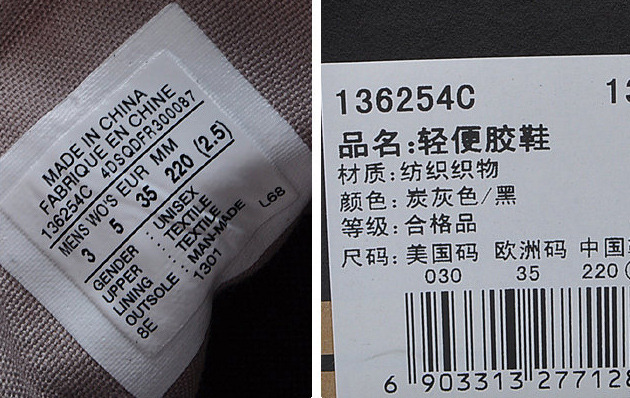 MADE IN CHINA
FABRIQUE EN CHINE
136254C 4DSQDFR300087
MENS WO'S EUR MM
3 5 35 220 (2.5)
GENDER : UNISEX
UPPER : TEXTILE
LINING : TEXTILE
OUTSOLE : MAN-MADE
8E 1301 L68
136254C 13
品名:轻便胶鞋
材质:纺织织物
颜色:炭灰色/黑
等级:合格品
尺码:美国码 欧洲码 中国
030 35 220(
6 903313 277128